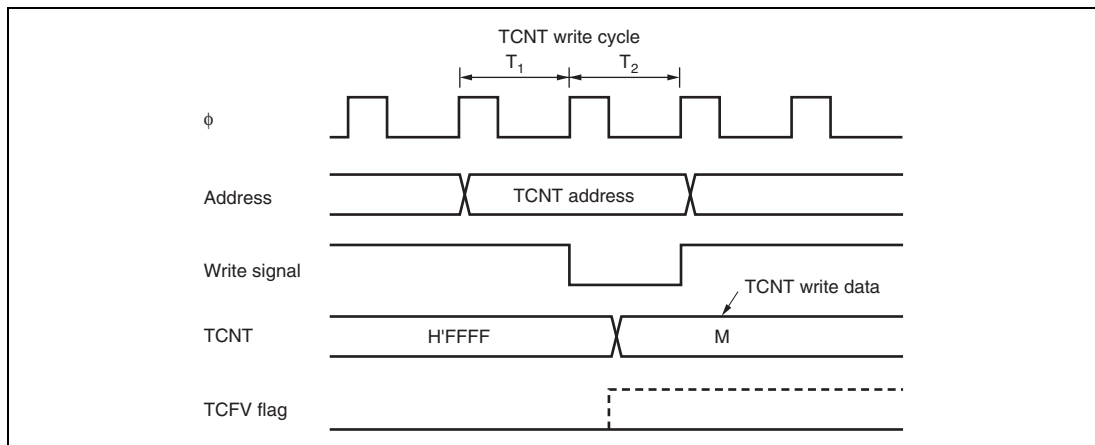 TCNT write cycle
T1 T2
ϕ
Address TCNT address
Write signal
TCNT write data
TCNT H'FFFF M
TCFV flag